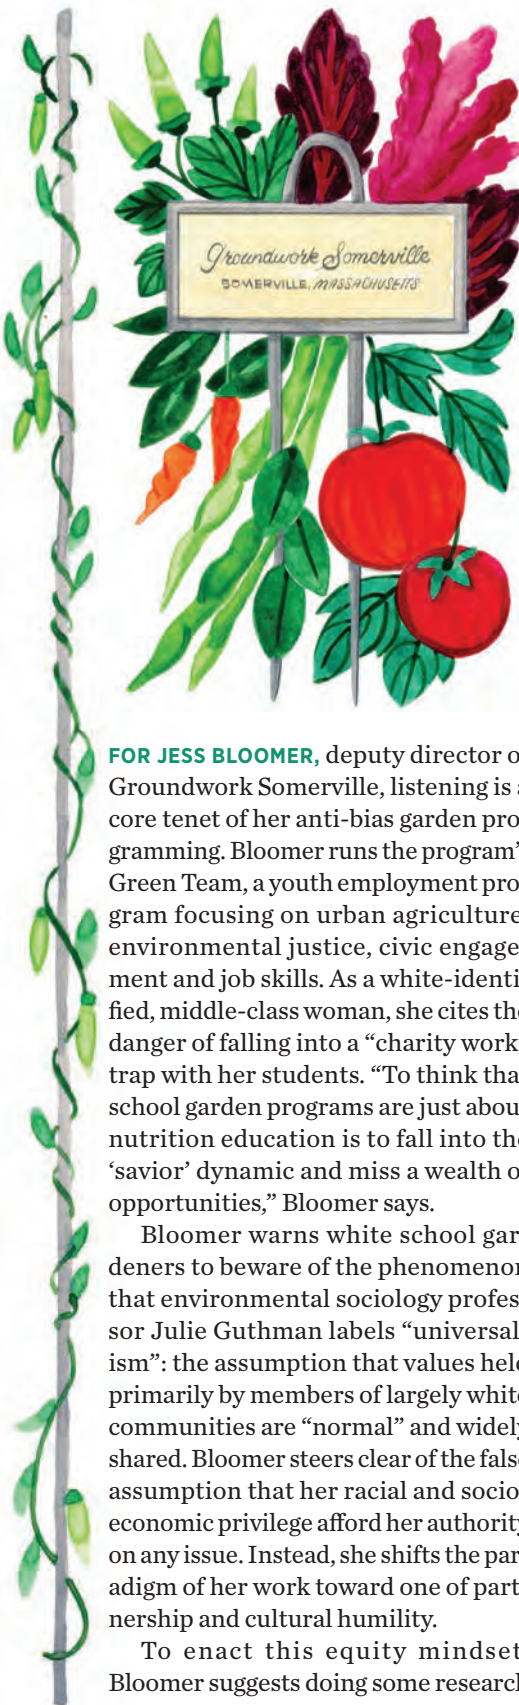 Groundwork Somerville
SOMERVILLE, MASSACHUSETTS
FOR JESS BLOOMER, deputy director o
Groundwork Somerville, listening is a
core tenet of her anti-bias garden pro
gramming. Bloomer runs the program’
Green Team, a youth employment pro
gram focusing on urban agriculture
environmental justice, civic engage
ment and job skills. As a white-identi
fied, middle-class woman, she cites the
danger of falling into a “charity work
trap with her students. “To think tha
school garden programs are just abou
nutrition education is to fall into the
‘savior’ dynamic and miss a wealth o
opportunities,” Bloomer says.
Bloomer warns white school gar
deners to beware of the phenomenon
that environmental sociology profes
sor Julie Guthman labels “universal
ism”: the assumption that values held
primarily by members of largely white
communities are “normal” and widely
shared. Bloomer steers clear of the false
assumption that her racial and socio
economic privilege afford her authority
on any issue. Instead, she shifts the par
adigm of her work toward one of part
nership and cultural humility.
To enact this equity mindset
Bloomer suggests doing some research